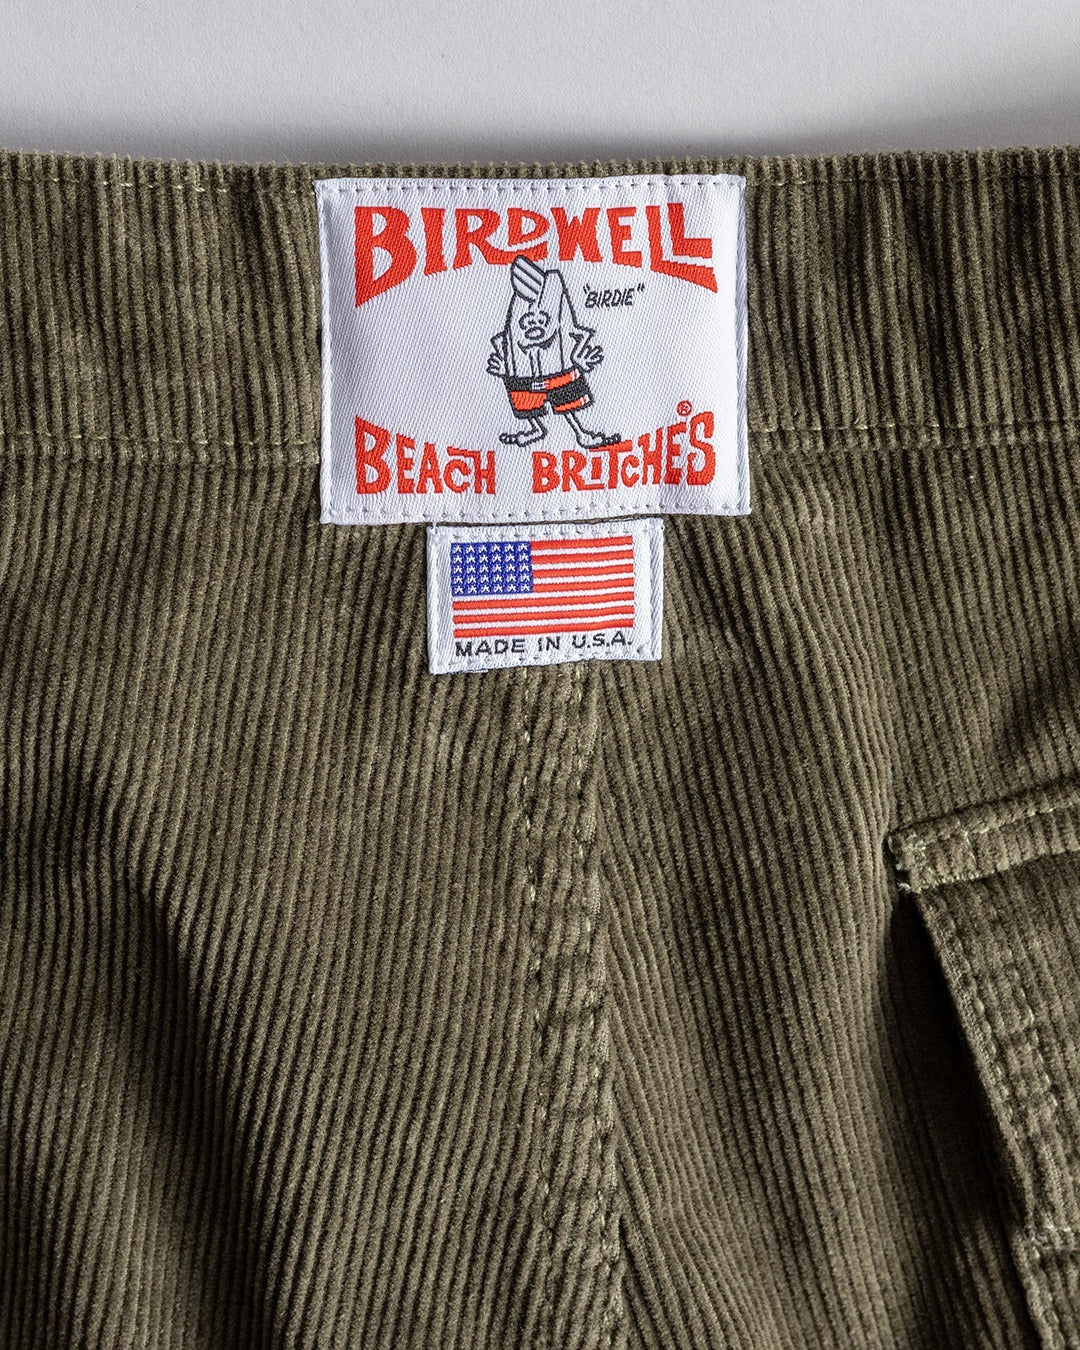 BIRDWELL
"BIRDIE"
BEACH BRITCHES®
MADE IN U.S.A.